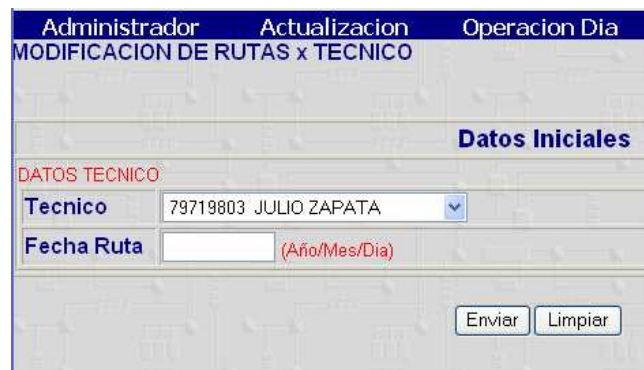 Administrador Actualizacion Operacion Dia
MODIFICACION DE RUTAS x TECNICO
Datos Iniciales
DATOS TECNICO
Tecnico 79719803 JULIO ZAPATA
Fecha Ruta (Año/Mes/Dia)
Enviar Limpiar